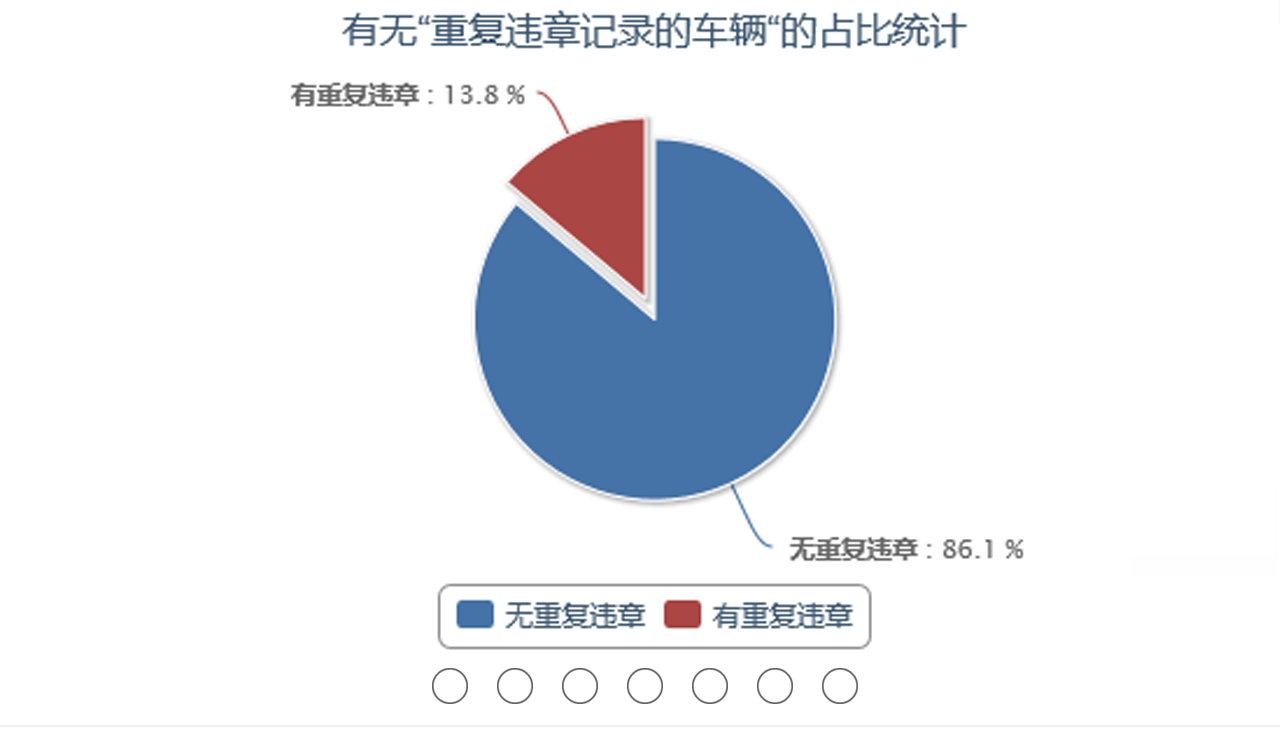 有无“重复违章记录的车辆“的占比统计
有重复违章 : 13.8 %
无重复违章 : 86.1 %
无重复违章 有重复违章